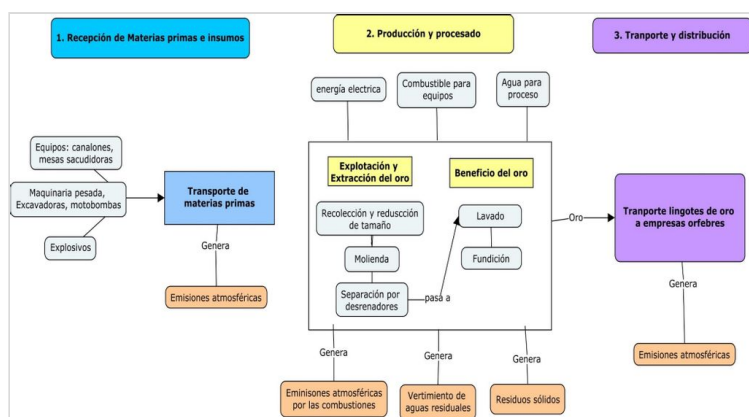 1. Recepción de Materias primas e insumos
2. Producción y procesado
3. Tranporte y distribución
energía electrica
Combustible para
equipos
Agua para
proceso
Equipos: canalones,
mesas sacudidoras
Maquinaria pesada,
Excavadoras, motobombas
Explosivos
Transporte de
materias primas
Genera
Emisiones atmosféricas
Explotación y
Extracción del oro
Beneficio del oro
Recolección y reduscción
de tamaño
Molienda
Separación por
desrenadores
pasa a
Lavado
Fundición
Oro
Tranporte lingotes de oro
a empresas orfebres
Genera
Emisiones atmosféricas
Genera
Genera
Genera
Eminisones atmosféricas
por las combustiones
Vertimiento de
aguas residuales
Residuos sólidos